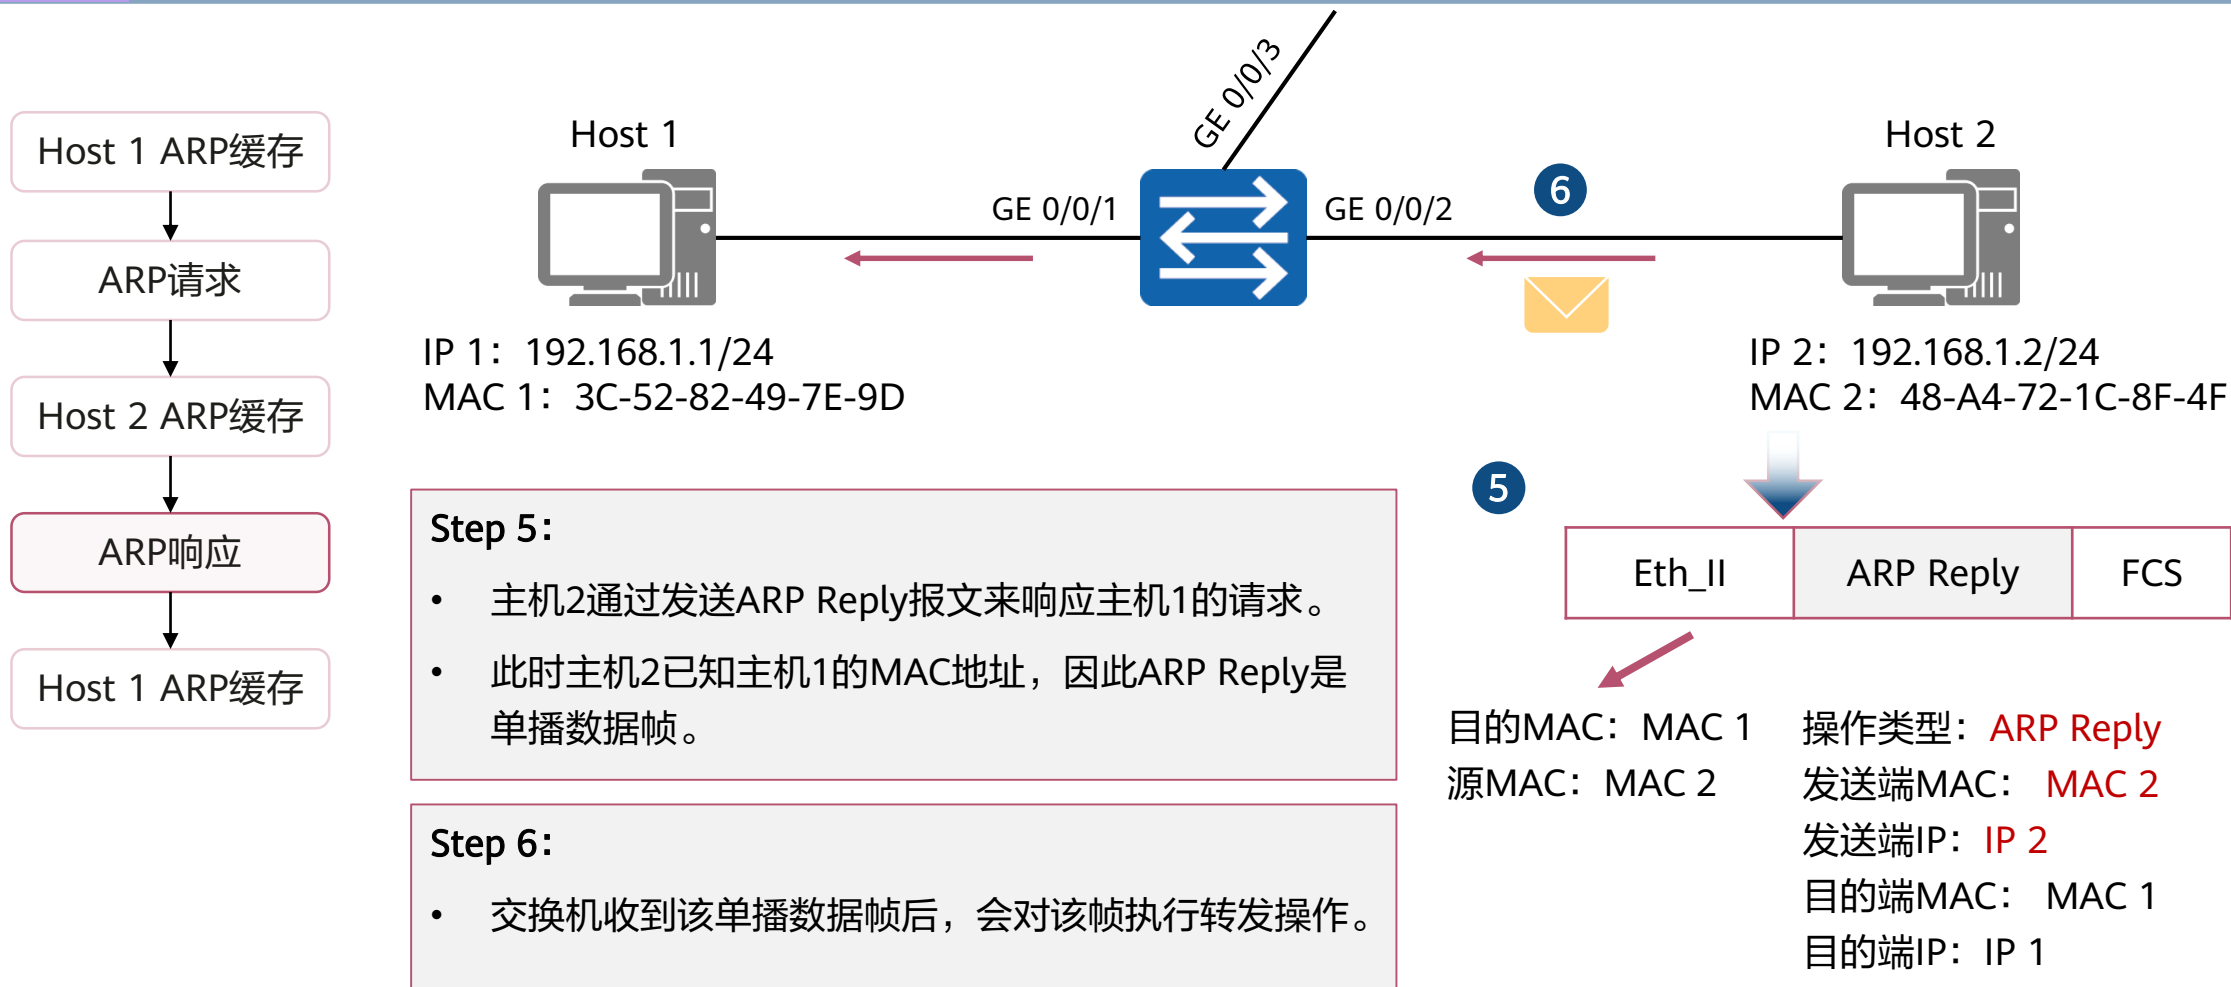 GE 0/0/3
Host 1 ARP缓存
ARP请求
Host 2 ARP缓存
ARP响应
Host 1 ARP缓存
Host 1
GE 0/0/1
GE 0/0/2
6
Host 2
IP 1：192.168.1.1/24
MAC 1：3C-52-82-49-7E-9D
IP 2：192.168.1.2/24
MAC 2：48-A4-72-1C-8F-4F
Step 5：
• 主机2通过发送ARP Reply报文来响应主机1的请求。
• 此时主机2已知主机1的MAC地址，因此ARP Reply是
单播数据帧。
Step 6：
• 交换机收到该单播数据帧后，会对该帧执行转发操作。
5
Eth_II ARP Reply FCS
目的MAC：MAC 1
源MAC：MAC 2
操作类型：ARP Reply
发送端MAC： MAC 2
发送端IP：IP 2
目的端MAC： MAC 1
目的端IP：IP 1